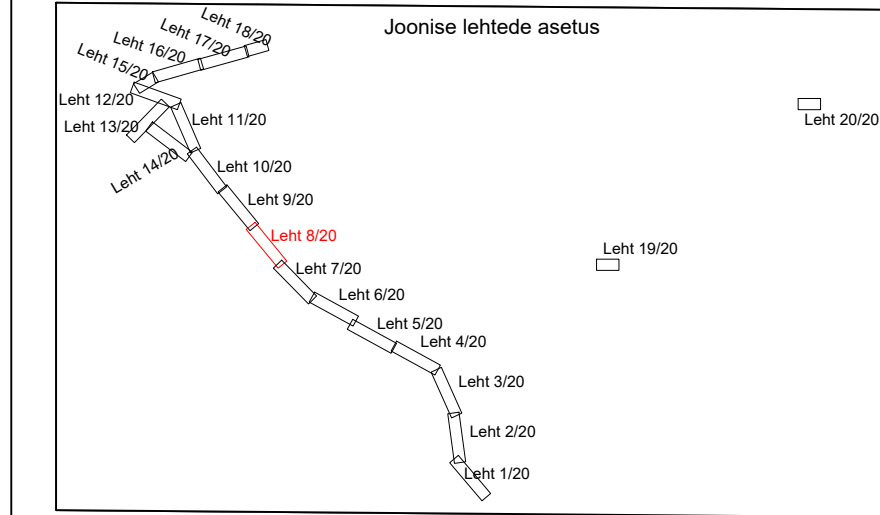 Joonise lehtede asetus
Leht 18/20
Leht 17/20
Leht 16/20
Leht 15/20
Leht 12/20
Leht 13/20
Leht 11/20
Leht 14/20
Leht 10/20
Leht 9/20
Leht 8/20
Leht 7/20
Leht 6/20
Leht 5/20
Leht 4/20
Leht 3/20
Leht 2/20
Leht 1/20
Leht 20/20
Leht 19/20